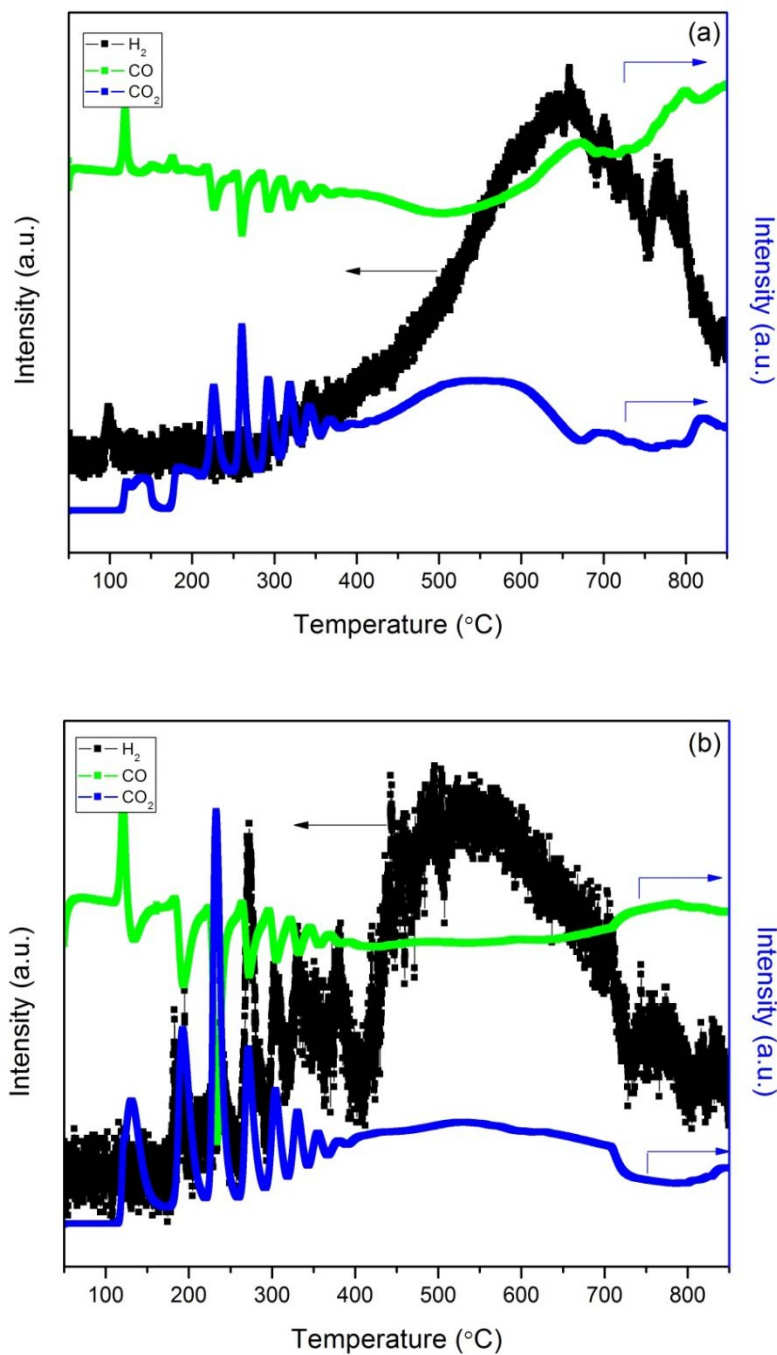 (a)
H₂
CO
CO₂
Intensity (a.u.)
Intensity (a.u.)
100 200 300 400 500 600 700 800
Temperature (°C)
(b)
H₂
CO
CO₂
Intensity (a.u.)
Intensity (a.u.)
100 200 300 400 500 600 700 800
Temperature (°C)